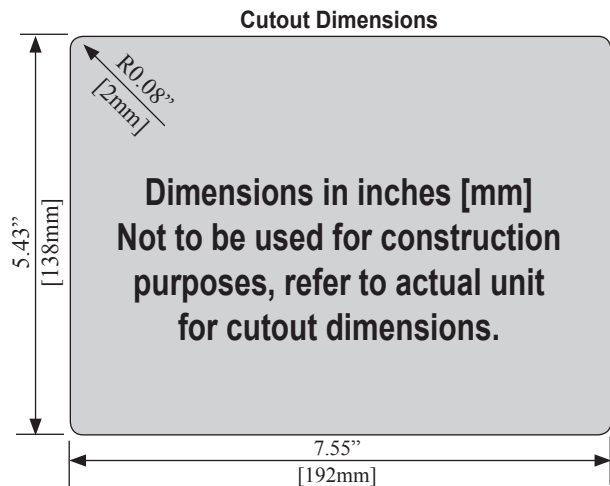 Cutout Dimensions
R0.08”
[2mm]
Dimensions in inches [mm]
Not to be used for construction
purposes, refer to actual unit
for cutout dimensions.
5.43”
[138mm]
7.55”
[192mm]